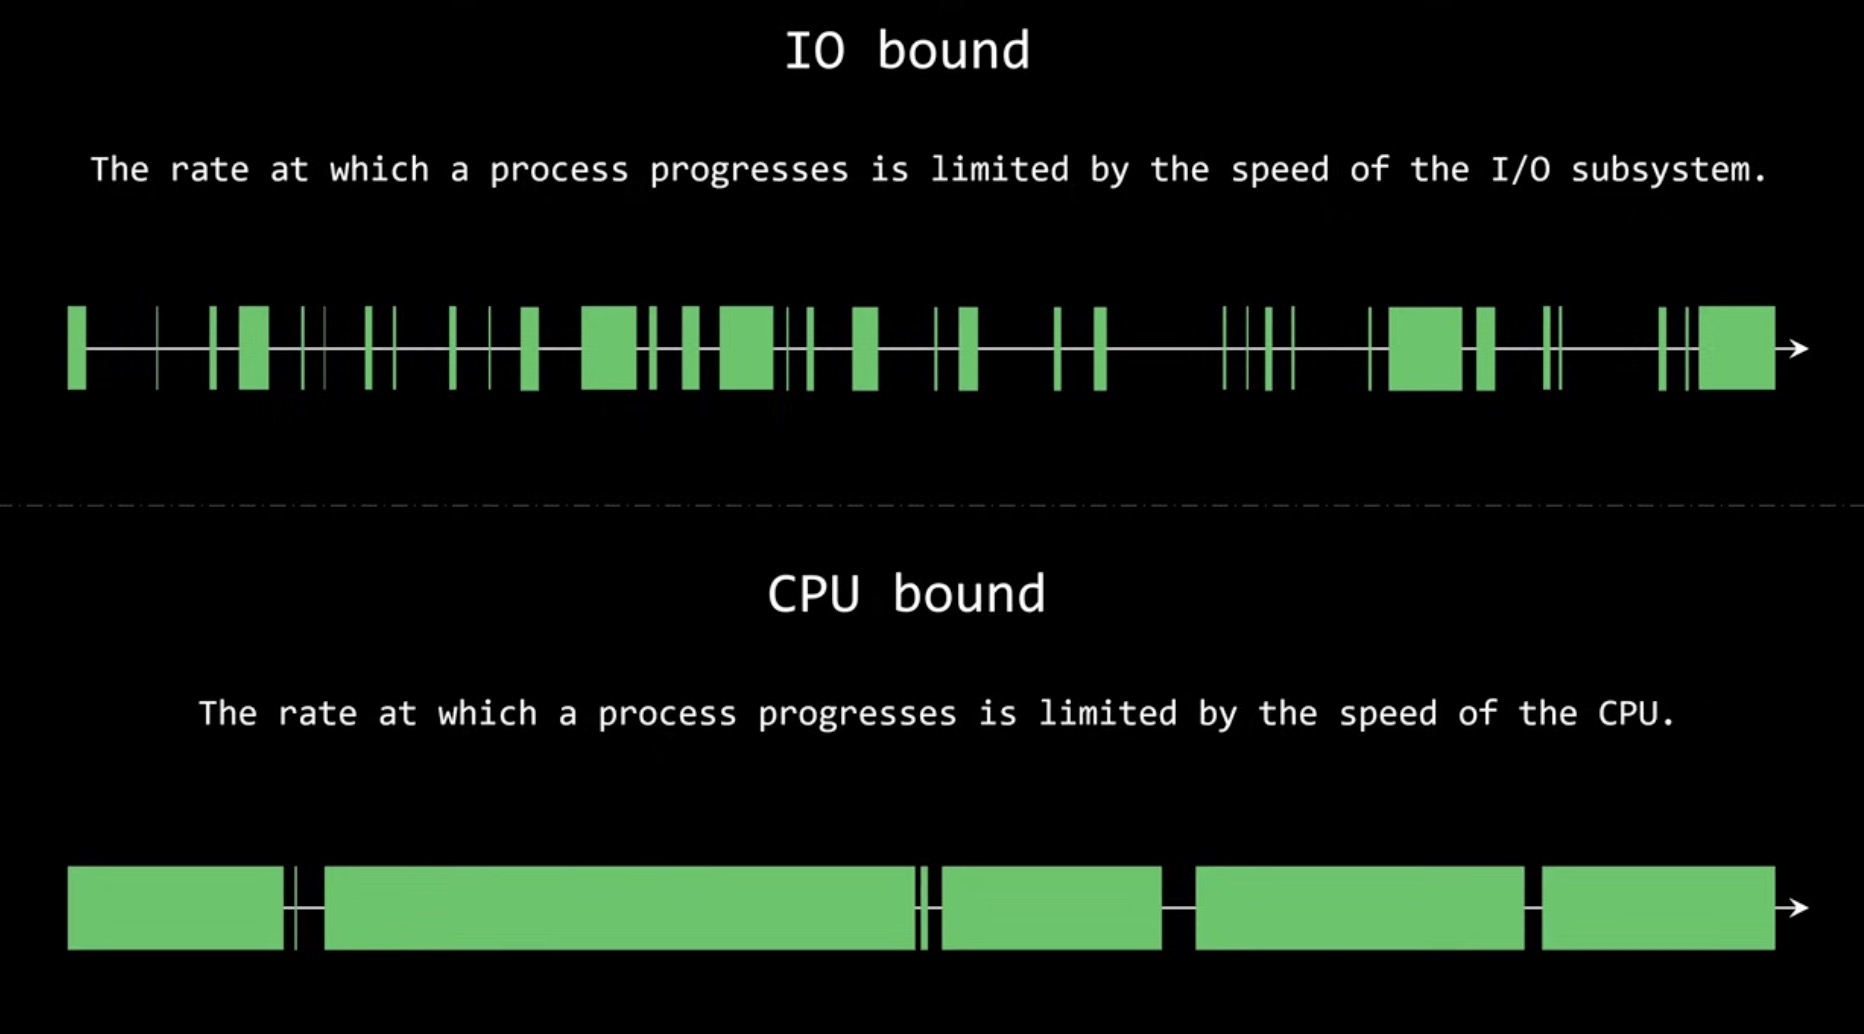 IO bound
The rate at which a process progresses is limited by the speed of the I/O subsystem.
CPU bound
The rate at which a process progresses is limited by the speed of the CPU.